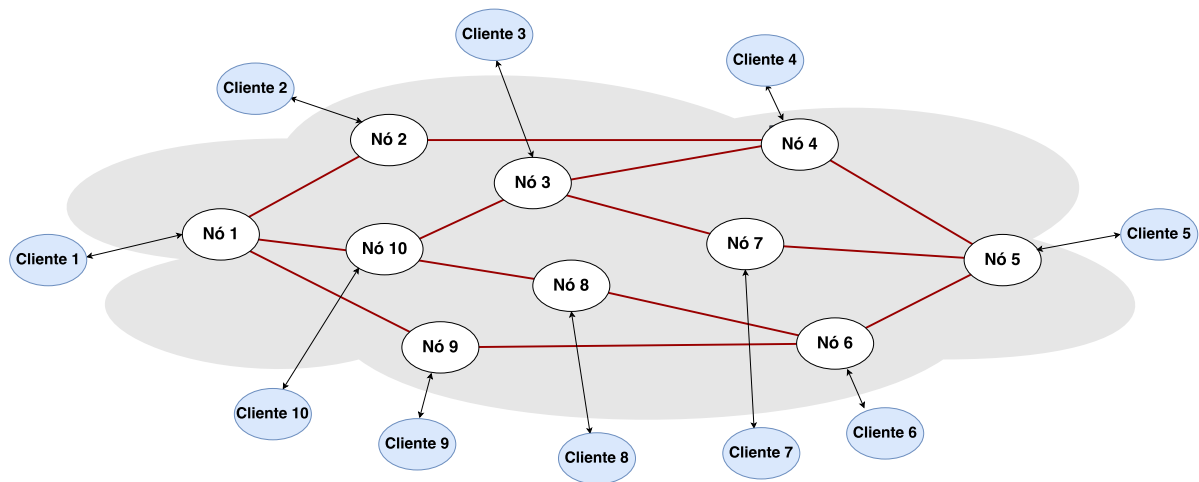 Cliente 3
Cliente 4
Cliente 2
Nó 2
Nó 4
Nó 3
Nó 1
Cliente 5
Nó 10
Nó 7
Cliente 1
Nó 5
Nó 8
Nó 9
Nó 6
Cliente 10
Cliente 9
Cliente 6
Cliente 8
Cliente 7